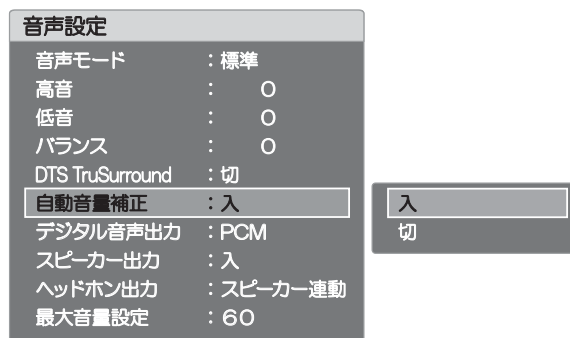 音声設定
音声モード ：標準
高音 ： 0
低音 ： 0
バランス ： 0
DTS TruSurround ：切
自動音量補正 ：入
デジタル音声出力 ：PCM
スピーカー出力 ：入
ヘッドホン出力 ：スピーカー連動
最大音量設定 ：60
入
切